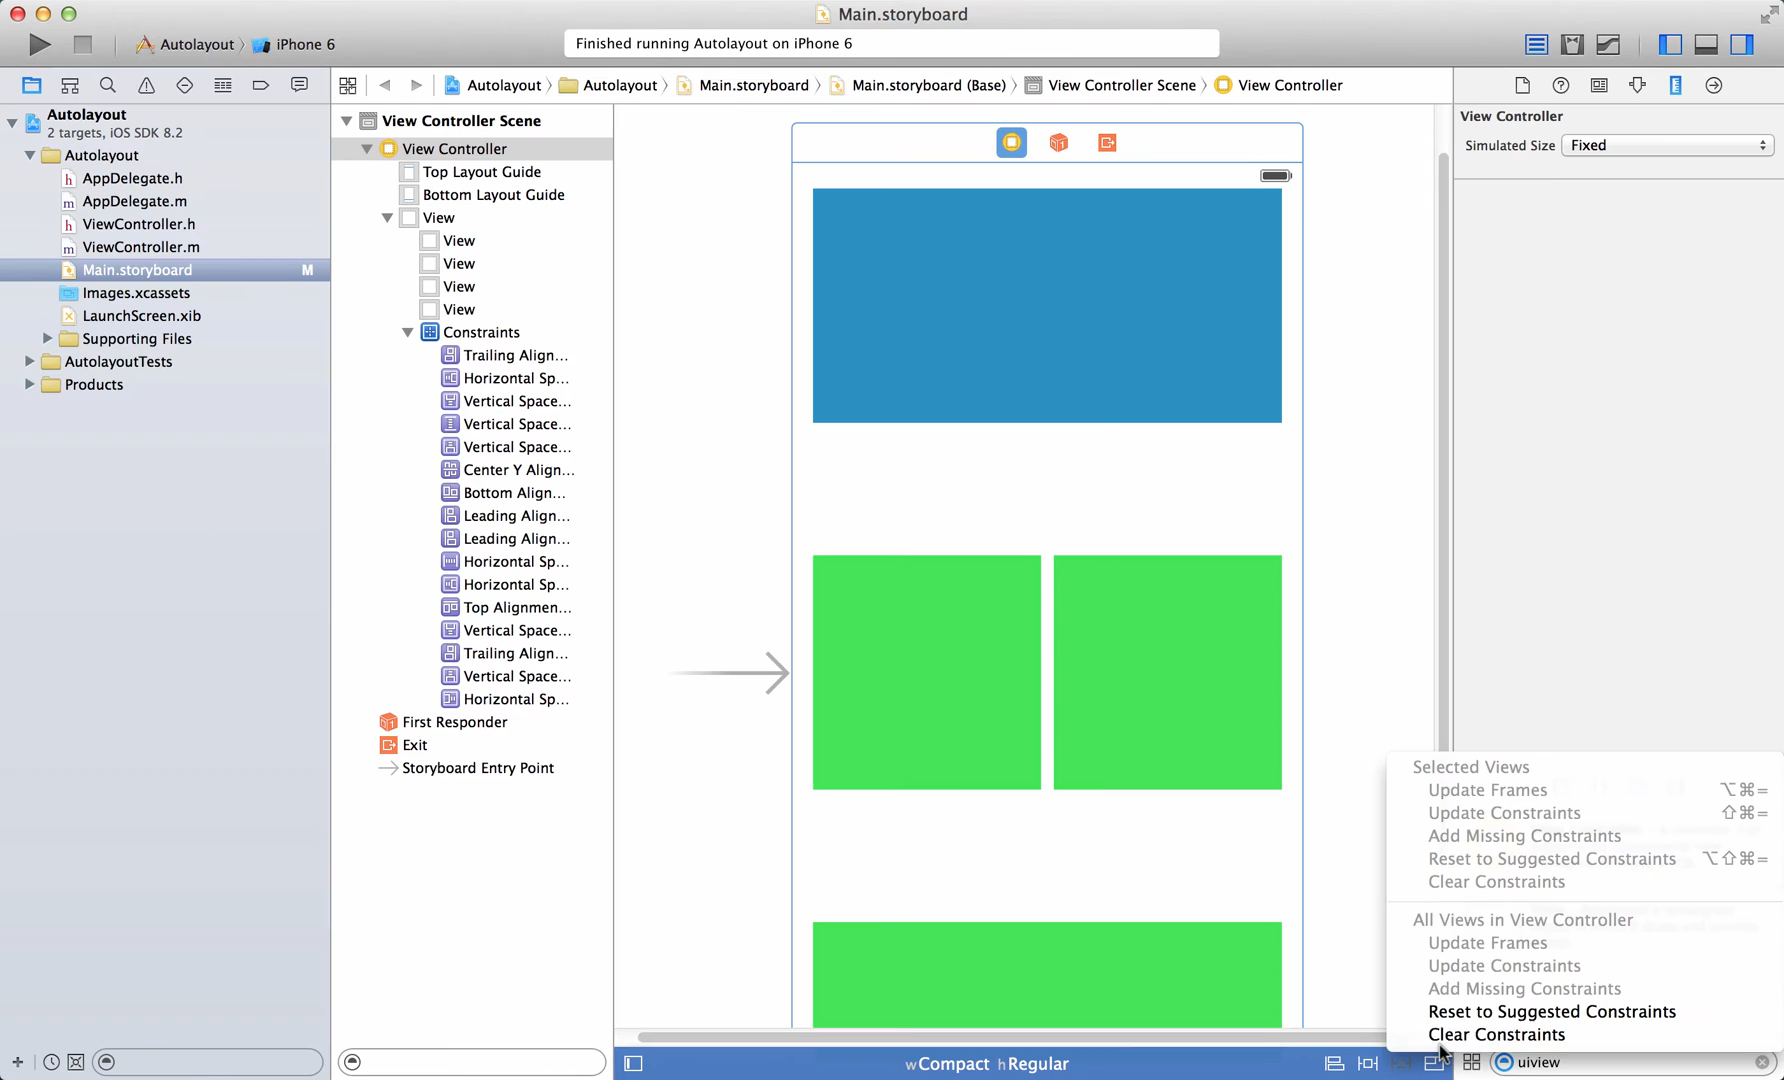 Main.storyboard
Autolayout
iPhone 6
Finished running Autolayout on iPhone 6
Autolayout
Autolayout
Main.storyboard
Main.storyboard (Base)
View Controller Scene
View Controller
Autolayout
2 targets, iOS SDK 8.2
Autolayout
h AppDelegate.h
m AppDelegate.m
h ViewController.h
m ViewController.m
Main.storyboard M
Images.xcassets
LaunchScreen.xib
Supporting Files
AutolayoutTests
Products
View Controller Scene
View Controller
Top Layout Guide
Bottom Layout Guide
View
View
View
View
View
Constraints
Trailing Align...
Horizontal Sp...
Vertical Space...
Vertical Space...
Vertical Space...
Center Y Align...
Bottom Align...
Leading Align...
Leading Align...
Horizontal Sp...
Horizontal Sp...
Top Alignmen...
Vertical Space...
Trailing Align...
Vertical Space...
Horizontal Sp...
First Responder
Exit
Storyboard Entry Point
wCompact hRegular
View Controller
Simulated Size Fixed
Selected Views
Update Frames ⌥⌘=
Update Constraints ⇧⌘=
Add Missing Constraints
Reset to Suggested Constraints ⌥⇧⌘=
Clear Constraints
All Views in View Controller
Update Frames
Update Constraints
Add Missing Constraints
Reset to Suggested Constraints
Clear Constraints
uiview